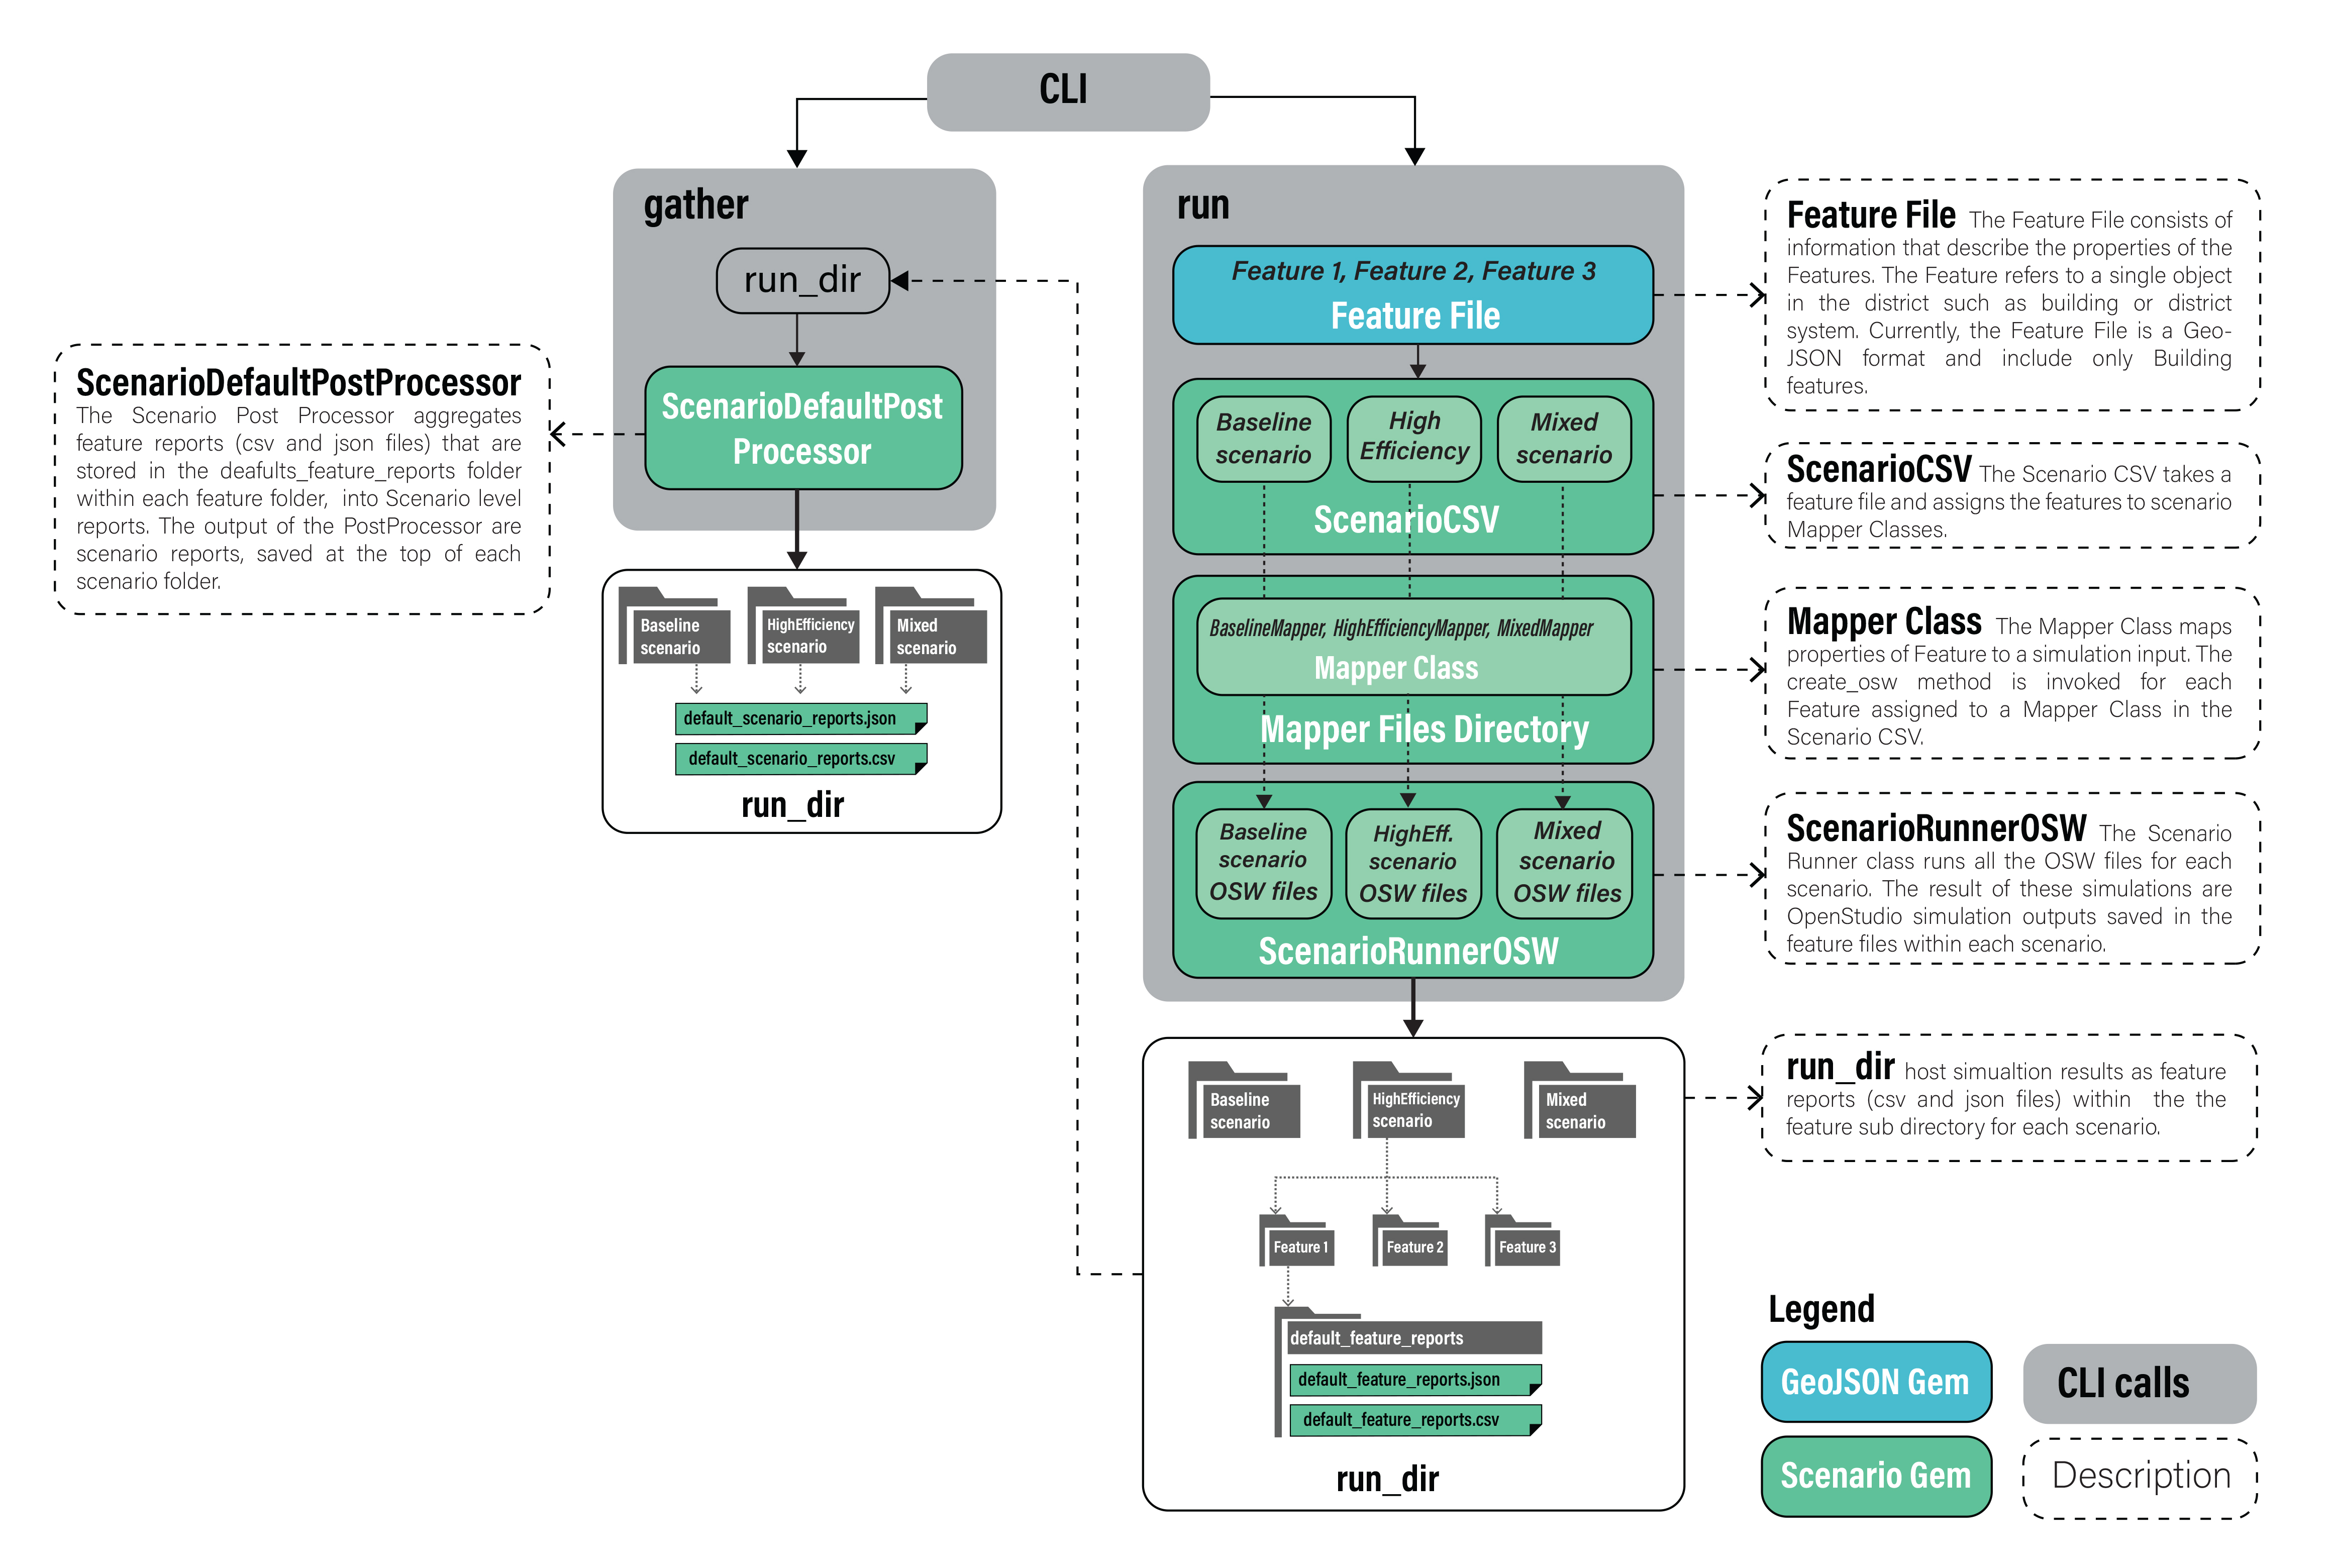 CLI
gather
run_dir
ScenarioDefaultPost
Processor
ScenarioDefaultPostProcessor
The Scenario Post Processor aggregates
feature reports (csv and json files) that are
stored in the deafults_feature_reports folder
within each feature folder, into Scenario level
reports. The output of the PostProcessor are
scenario reports, saved at the top of each
scenario folder.
Baseline
scenario
HighEfficiency
scenario
Mixed
scenario
default_scenario_reports.json
default_scenario_reports.csv
run_dir
run
Feature 1, Feature 2, Feature 3
Feature File
Baseline
scenario
High
Efficiency
Mixed
scenario
ScenarioCSV
BaselineMapper, HighEfficiencyMapper, MixedMapper
Mapper Class
Mapper Files Directory
Baseline
scenario
OSW files
HighEff.
scenario
OSW files
Mixed
scenario
OSW files
ScenarioRunnerOSW
Baseline
scenario
HighEfficiency
scenario
Mixed
scenario
Feature 1
Feature 2
Feature 3
default_feature_reports
default_feature_reports.json
default_feature_reports.csv
run_dir
Feature File The Feature File consists of
information that describe the properties of the
Features. The Feature refers to a single object
in the district such as building or district
system. Currently, the Feature File is a Geo-
JSON format and include only Building
features.
ScenarioCSV The Scenario CSV takes a
feature file and assigns the features to scenario
Mapper Classes.
Mapper Class The Mapper Class maps
properties of Feature to a simulation input. The
create_osw method is invoked for each
Feature assigned to a Mapper Class in the
Scenario CSV.
ScenarioRunnerOSW The Scenario
Runner class runs all the OSW files for each
scenario. The result of these simulations are
OpenStudio simulation outputs saved in the
feature files within each scenario.
run_dir host simualtion results as feature
reports (csv and json files) within the the
feature sub directory for each scenario.
Legend
GeoJSON Gem
CLI calls
Scenario Gem
Description